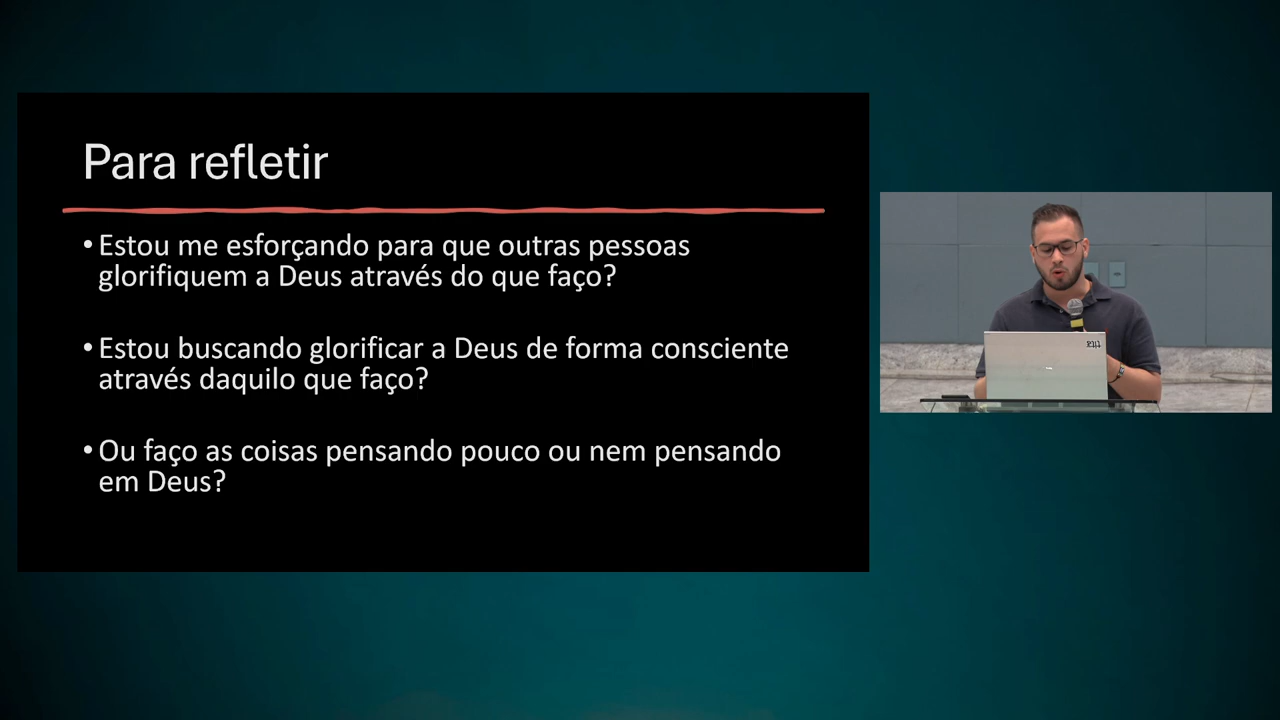 Para refletir
• Estou me esforçando para que outras pessoas
glorifiquem a Deus através do que faço?
• Estou buscando glorificar a Deus de forma consciente
através daquilo que faço?
• Ou faço as coisas pensando pouco ou nem pensando
em Deus?